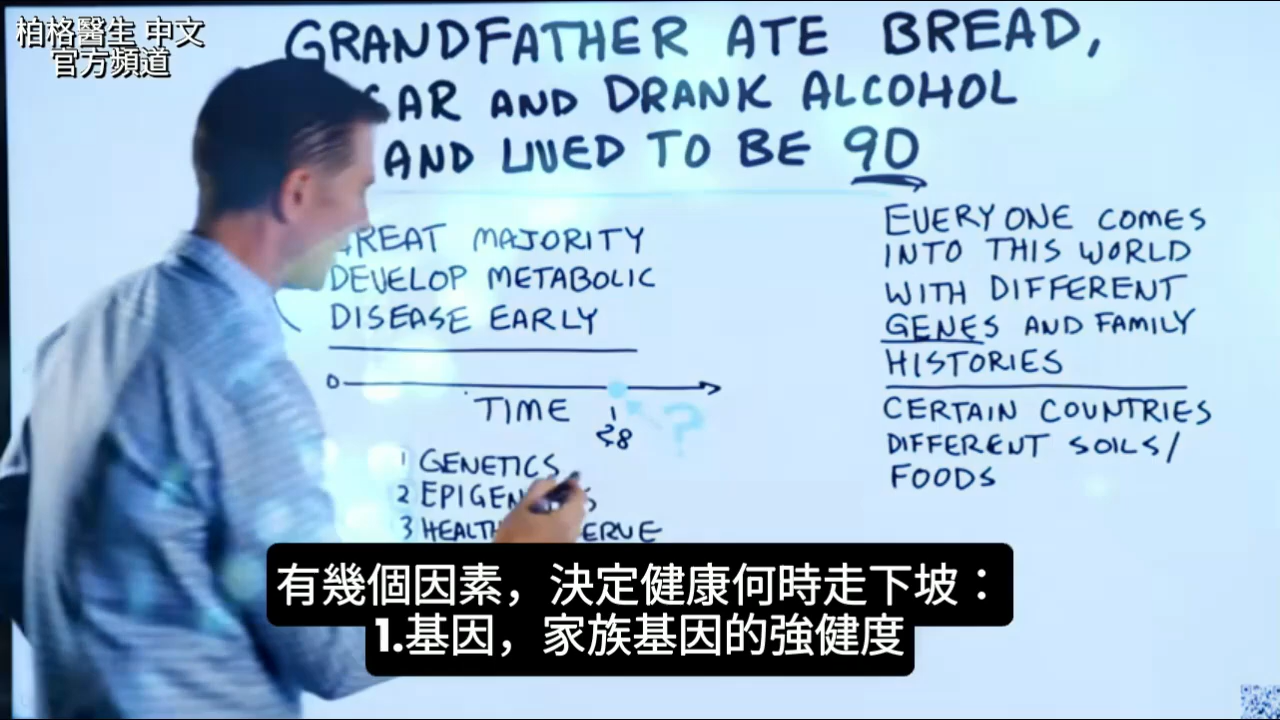 柏格醫生 中文
官方頻道
GRANDFATHER ATE BREAD,
GAR AND DRANK ALCOHOL
AND LIVED TO BE 90
GREAT MAJORITY
DEVELOP METABOLIC
DISEASE EARLY
0
TIME
28
?
1 GENETICS
2 EPIGEN
3 HEALTH ERVE
EVERYONE COMES
INTO THIS WORLD
WITH DIFFERENT
GENES AND FAMILY
HISTORIES
CERTAIN COUNTRIES
DIFFERENT SOILS/
FOODS
有幾個因素，決定健康何時走下坡：
1.基因，家族基因的強健度